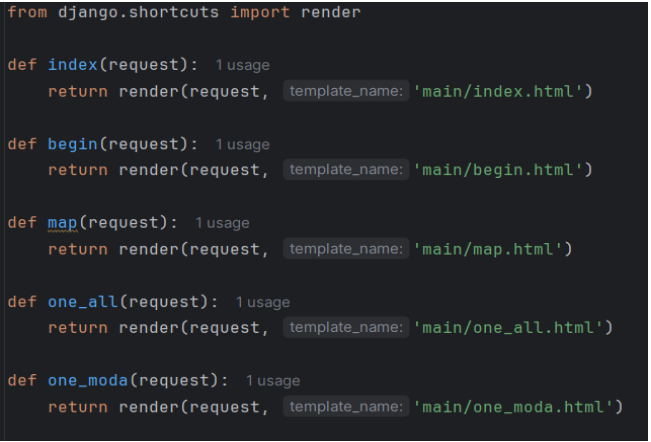 from django.shortcuts import render
def index(request): 1 usage
return render(request, template_name: 'main/index.html')
def begin(request): 1 usage
return render(request, template_name: 'main/begin.html')
def map(request): 1 usage
return render(request, template_name: 'main/map.html')
def one_all(request): 1 usage
return render(request, template_name: 'main/one_all.html')
def one_moda(request): 1 usage
return render(request, template_name: 'main/one_moda.html')